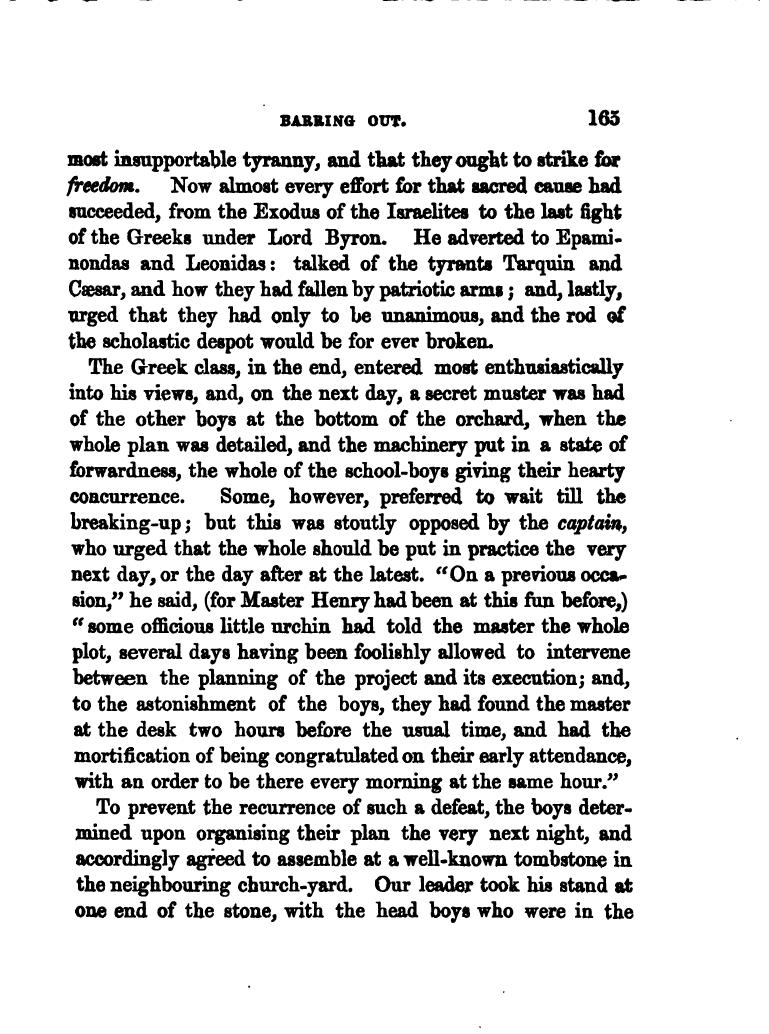 BARRING OUT. 165
most insupportable tyranny, and that they ought to strike for
freedom. Now almost every effort for that sacred cause had
succeeded, from the Exodus of the Israelites to the last fight
of the Greeks under Lord Byron. He adverted to Epami-
nondas and Leonidas: talked of the tyrants Tarquin and
Cæsar, and how they had fallen by patriotic arms; and, lastly,
urged that they had only to be unanimous, and the rod of
the scholastic despot would be for ever broken.
The Greek class, in the end, entered most enthusiastically
into his views, and, on the next day, a secret muster was had
of the other boys at the bottom of the orchard, when the
whole plan was detailed, and the machinery put in a state of
forwardness, the whole of the school-boys giving their hearty
concurrence. Some, however, preferred to wait till the
breaking-up; but this was stoutly opposed by the captain,
who urged that the whole should be put in practice the very
next day, or the day after at the latest. "On a previous occa-
sion," he said, (for Master Henry had been at this fun before,)
"some officious little urchin had told the master the whole
plot, several days having been foolishly allowed to intervene
between the planning of the project and its execution; and,
to the astonishment of the boys, they had found the master
at the desk two hours before the usual time, and had the
mortification of being congratulated on their early attendance,
with an order to be there every morning at the same hour."
To prevent the recurrence of such a defeat, the boys deter-
mined upon organising their plan the very next night, and
accordingly agreed to assemble at a well-known tombstone in
the neighbouring church-yard. Our leader took his stand at
one end of the stone, with the head boys who were in the